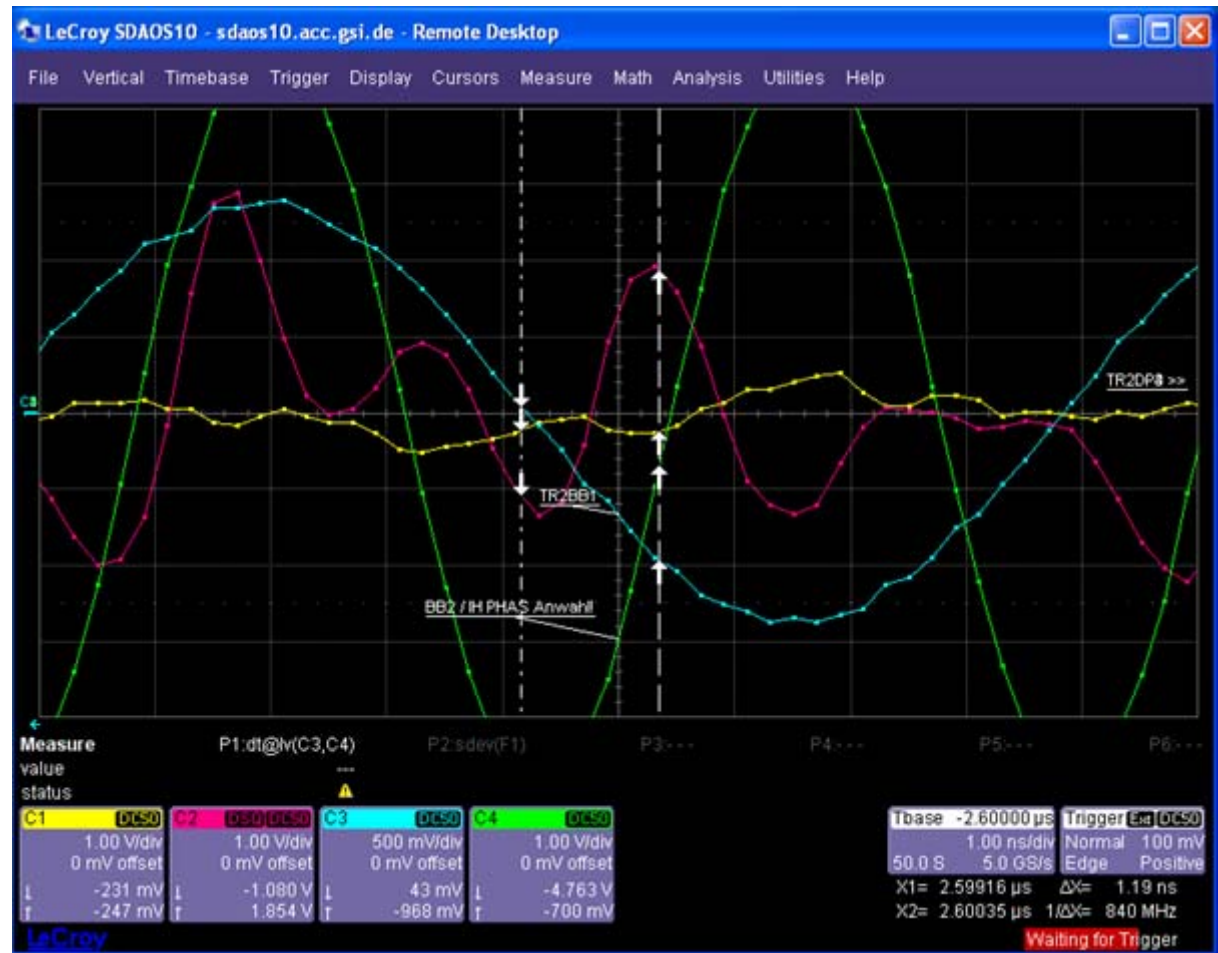 LeCroy SDAOS10 - sdaos10.acc.gsi.de - Remote Desktop
File Vertical Timebase Trigger Display Cursors Measure Math Analysis Utilities Help
TR2DP8 >>
TR2BB1
BB2 / IH PHAS Anwahl!
Measure P1:dt@lv(C3,C4) P2:sdev(F1) P3:--- P4:--- P5:--- P6:---
value ---
status
C1 DC50 C2 DSQ DC50 C3 DC50 C4 DC50
1.00 V/div 1.00 V/div 500 mV/div 1.00 V/div
0 mV offset 0 mV offset 0 mV offset 0 mV offset
-231 mV -1.080 V 43 mV -4.763 V
-247 mV 1.854 V -968 mV -700 mV
Tbase -2.60000 µs Trigger Ext DC50
1.00 ns/div Normal 100 mV
50.0 S 5.0 GS/s Edge Positive
X1= 2.59916 µs ΔX= 1.19 ns
X2= 2.60035 µs 1/ΔX= 840 MHz
LeCroy
Waiting for Trigger